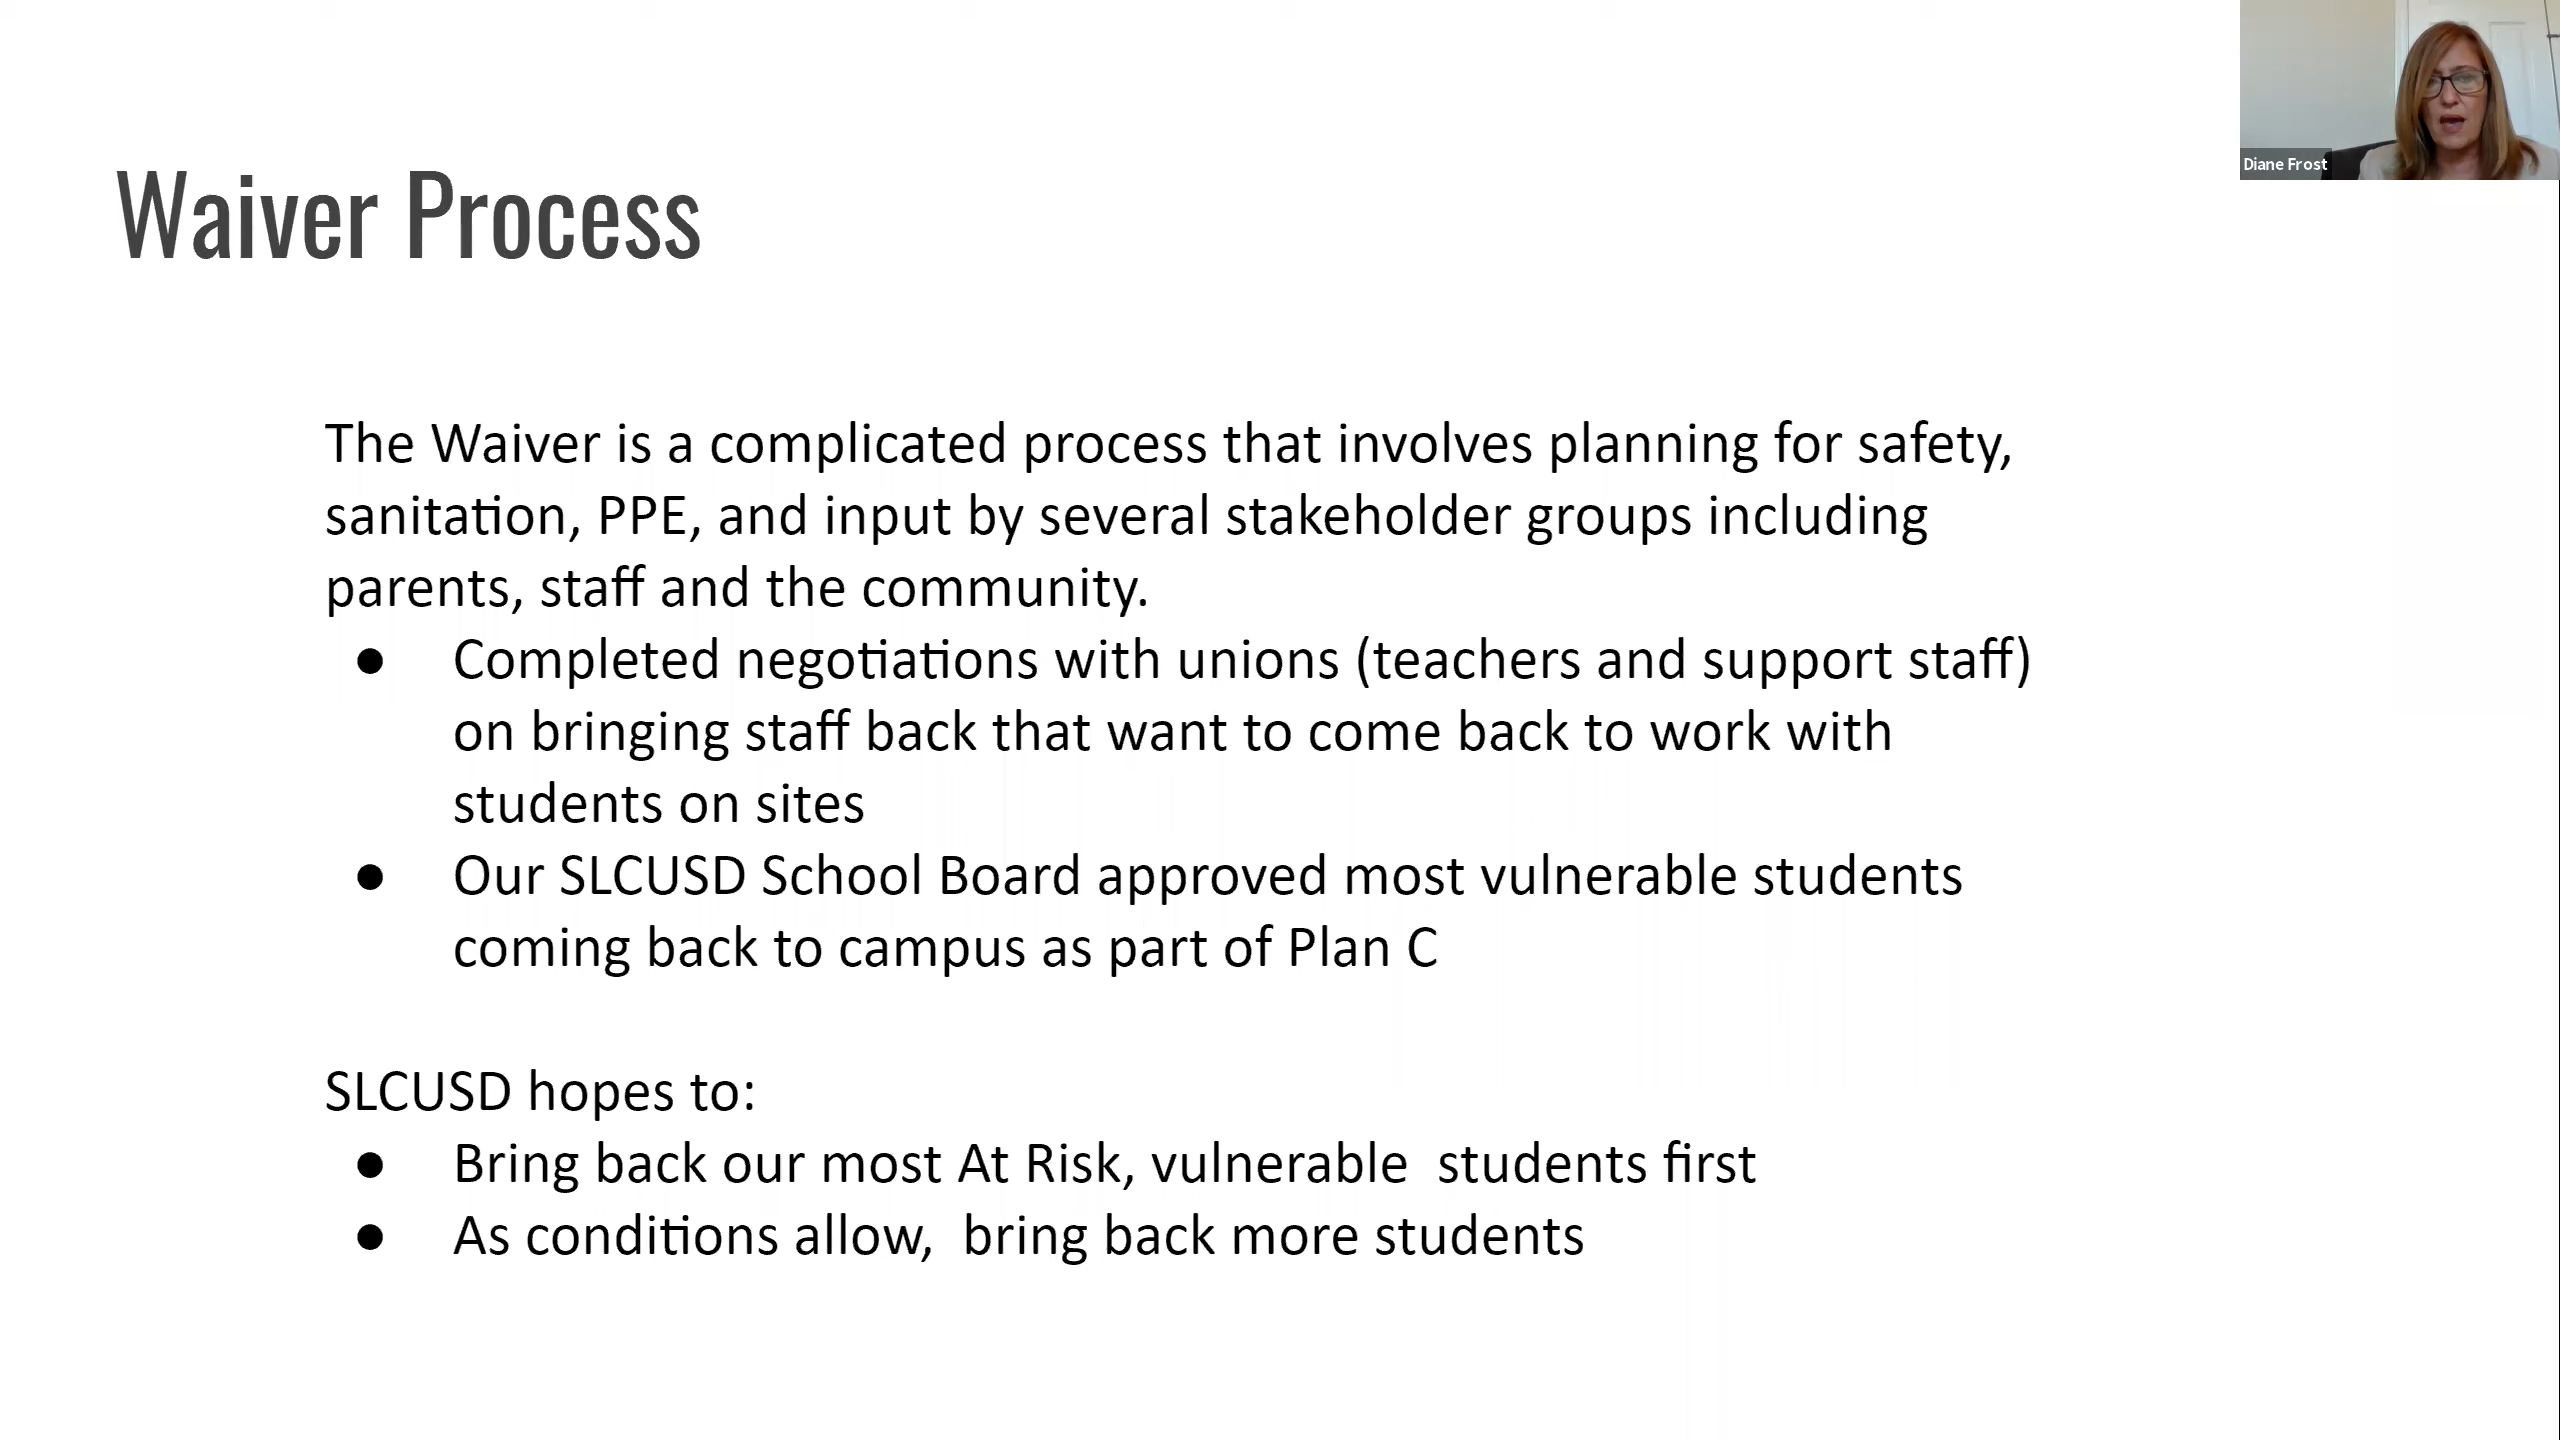 Diane Frost
Waiver Process
The Waiver is a complicated process that involves planning for safety,
sanitation, PPE, and input by several stakeholder groups including
parents, staff and the community.
● Completed negotiations with unions (teachers and support staff)
on bringing staff back that want to come back to work with
students on sites
● Our SLCUSD School Board approved most vulnerable students
coming back to campus as part of Plan C
SLCUSD hopes to:
● Bring back our most At Risk, vulnerable  students first
● As conditions allow,  bring back more students